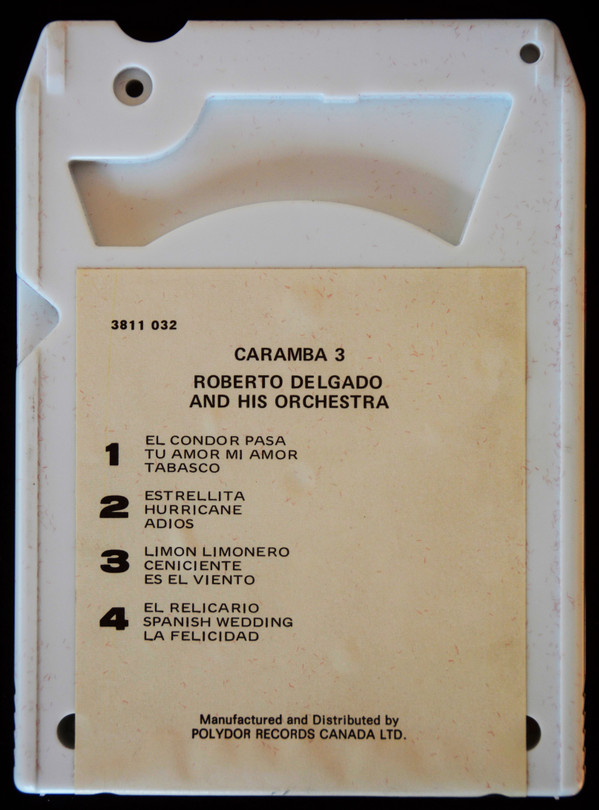 3811 032
CARAMBA 3
ROBERTO DELGADO
AND HIS ORCHESTRA
1 EL CONDOR PASA
TU AMOR MI AMOR
TABASCO
2 ESTRELLITA
HURRICANE
ADIOS
3 LIMON LIMONERO
CENICIENTE
ES EL VIENTO
4 EL RELICARIO
SPANISH WEDDING
LA FELICIDAD
Manufactured and Distributed by
POLYDOR RECORDS CANADA LTD.